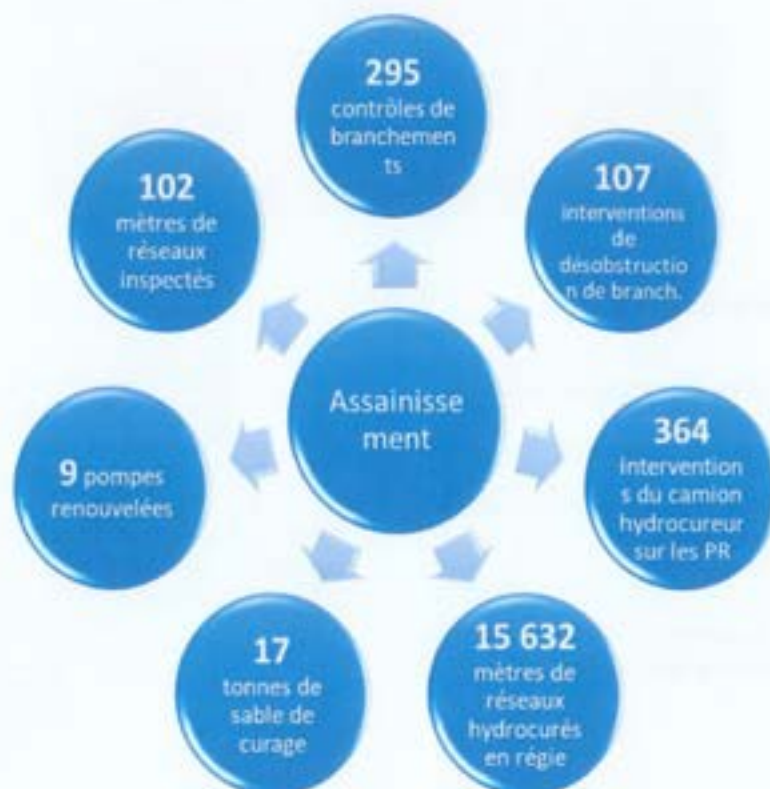 295
contrôles de
branchemen
ts
107
interventions
de
désobstructio
n de branch.
364
Intervention
s du camion
hydrocureur
sur les PR
15 632
mètres de
réseaux
hydrocurés
en régie
17
tonnes de
sable de
curage
9 pompes
renouvelées
102
mètres de
réseaux
inspectés
Assainisse
ment